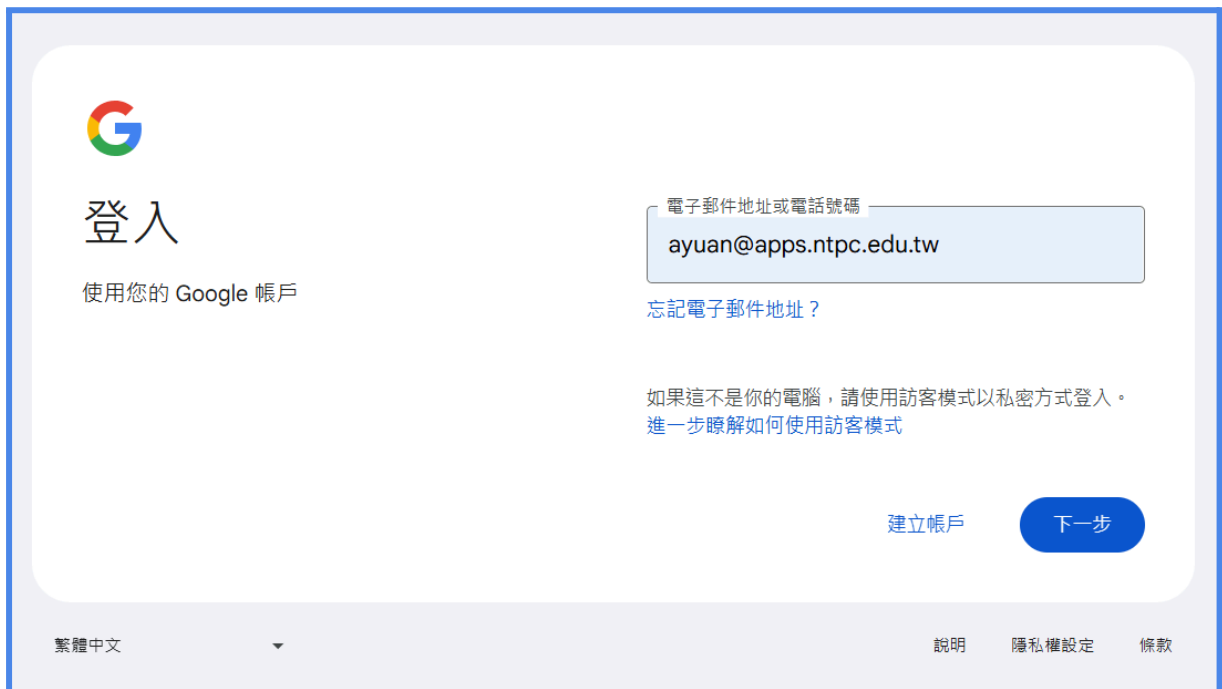 登入
使用您的 Google 帳戶
電子郵件地址或電話號碼
ayuan@apps.ntpc.edu.tw
忘記電子郵件地址？
如果這不是你的電腦，請使用訪客模式以私密方式登入。
進一步瞭解如何使用訪客模式
建立帳戶
下一步
繁體中文
說明
隱私權設定
條款